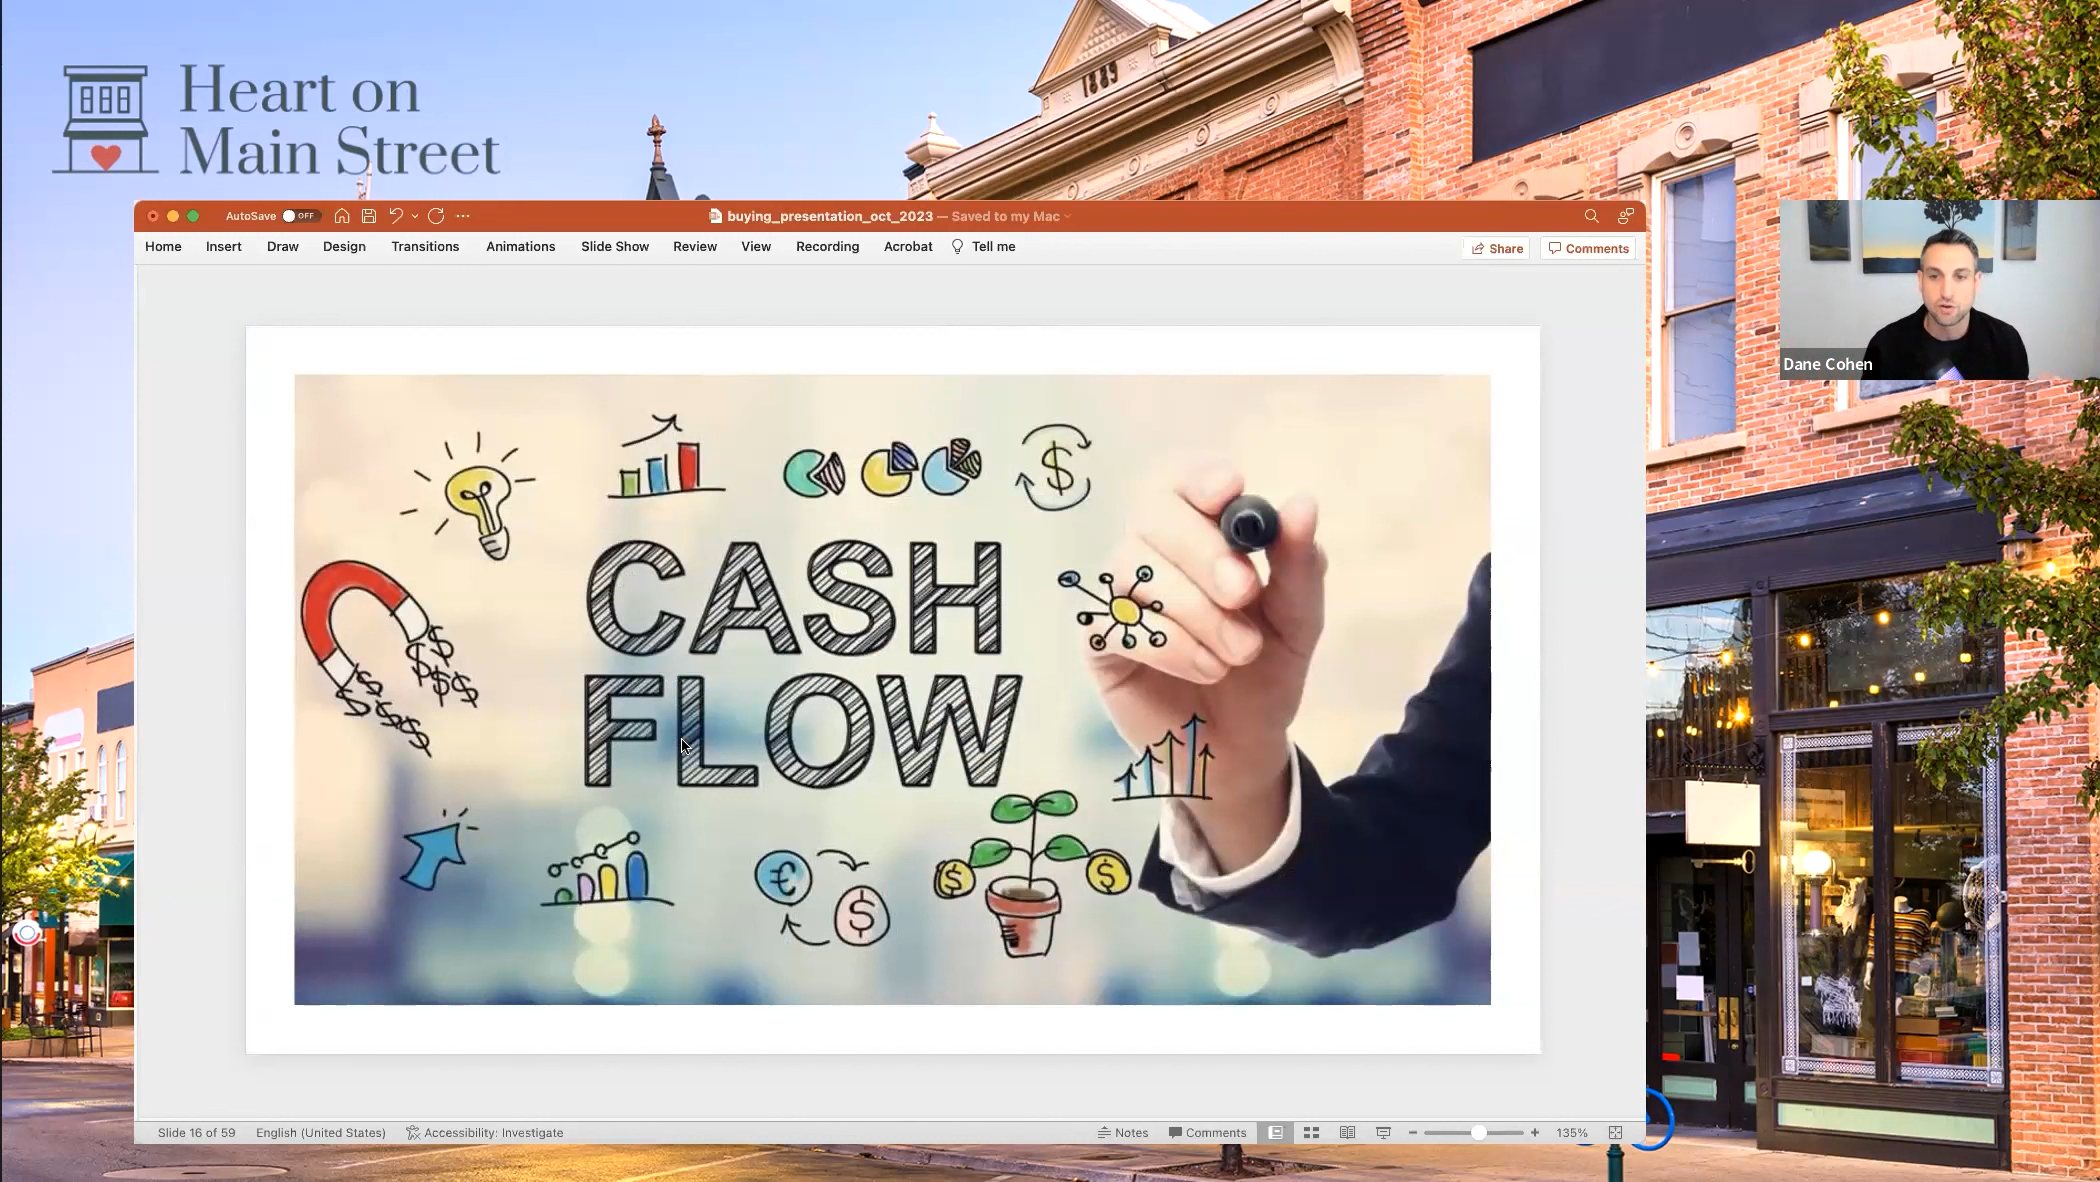 1889
Heart on
Main Street
AutoSave OFF
buying_presentation_oct_2023 — Saved to my Mac
Home Insert Draw Design Transitions Animations Slide Show Review View Recording Acrobat Tell me
Share Comments
Dane Cohen
$
CASH
FLOW
$ $ $ $ $
$ $ $ $ $
€ $
$ $
Slide 16 of 59 English (United States) Accessibility: Investigate
Notes Comments 135%